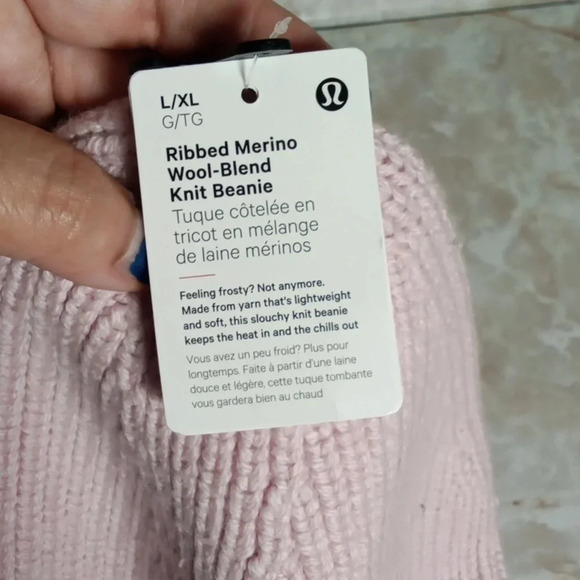 L/XL
G/TG
Ribbed Merino
Wool-Blend
Knit Beanie
Tuque côtelée en
tricot en mélange
de laine mérinos
Feeling frosty? Not anymore.
Made from yarn that's lightweight
and soft, this slouchy knit beanie
keeps the heat in and the chills out
Vous avez un peu froid? Plus pour
longtemps. Faite à partir d'une laine
douce et légère, cette tuque tombante
vous gardera bien au chaud